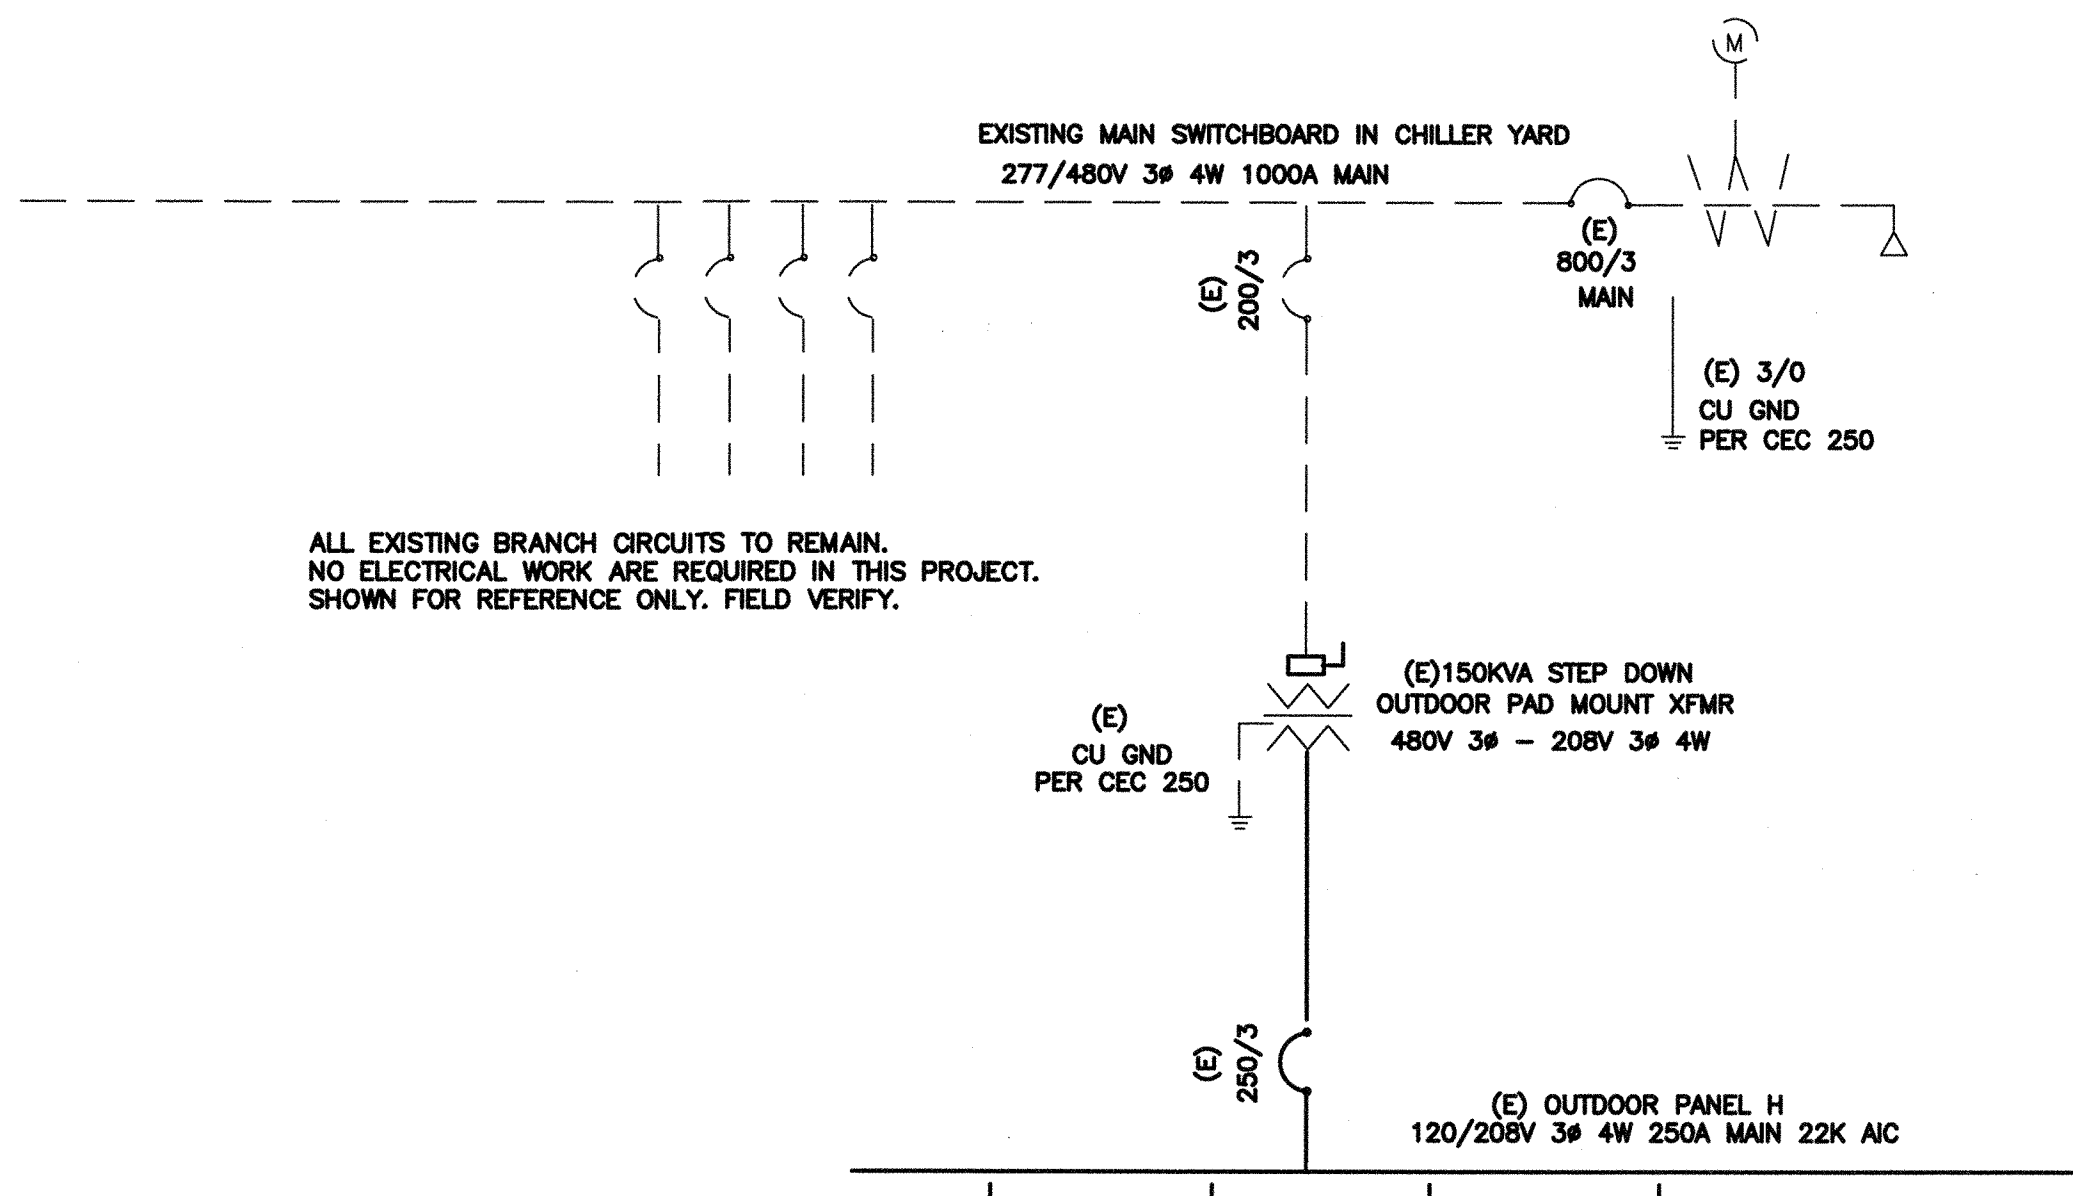 M
EXISTING MAIN SWITCHBOARD IN CHILLER YARD
277/480V 3ø 4W 1000A MAIN
(E)
800/3
MAIN
(E)
200/3
(E) 3/0
CU GND
PER CEC 250
ALL EXISTING BRANCH CIRCUITS TO REMAIN.
NO ELECTRICAL WORK ARE REQUIRED IN THIS PROJECT.
SHOWN FOR REFERENCE ONLY. FIELD VERIFY.
(E)150KVA STEP DOWN
OUTDOOR PAD MOUNT XFMR
480V 3ø – 208V 3ø 4W
(E)
CU GND
PER CEC 250
(E)
250/3
(E) OUTDOOR PANEL H
120/208V 3ø 4W 250A MAIN 22K AIC